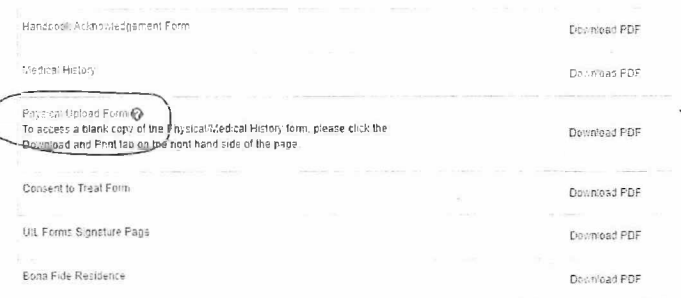 Handbook Acknowledgement Form Download PDF
Medical History Download PDF
Physical Upload Form ?
To access a blank copy of the Physical/Medical History form, please click the
Download and Print tab on the right hand side of the page. Download PDF
Consent to Treat Form Download PDF
UIL Forms Signature Page Download PDF
Bona Fide Residence Download PDF